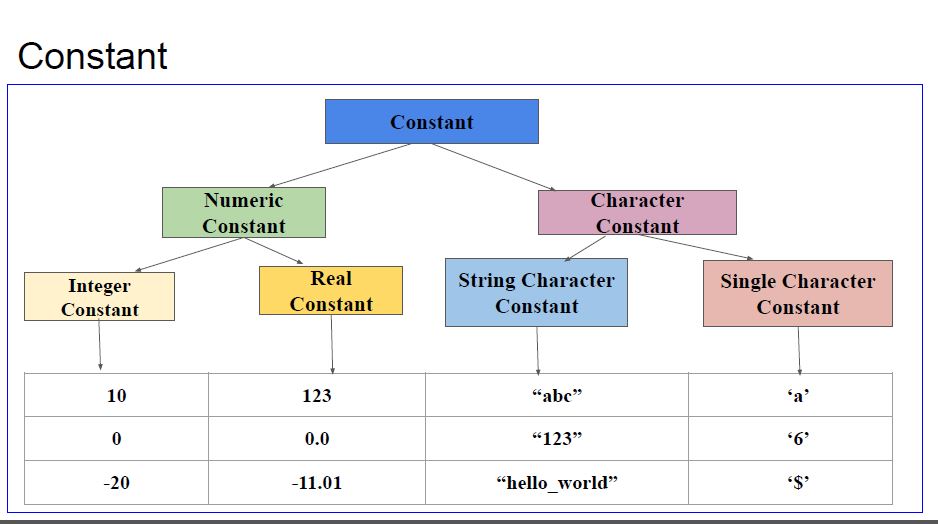 Constant
Constant
Numeric
Constant
Character
Constant
Integer
Constant
Real
Constant
String Character
Constant
Single Character
Constant
10 123 “abc” ‘a’
0 0.0 “123” ‘6’
-20 -11.01 “hello_world” ‘$’